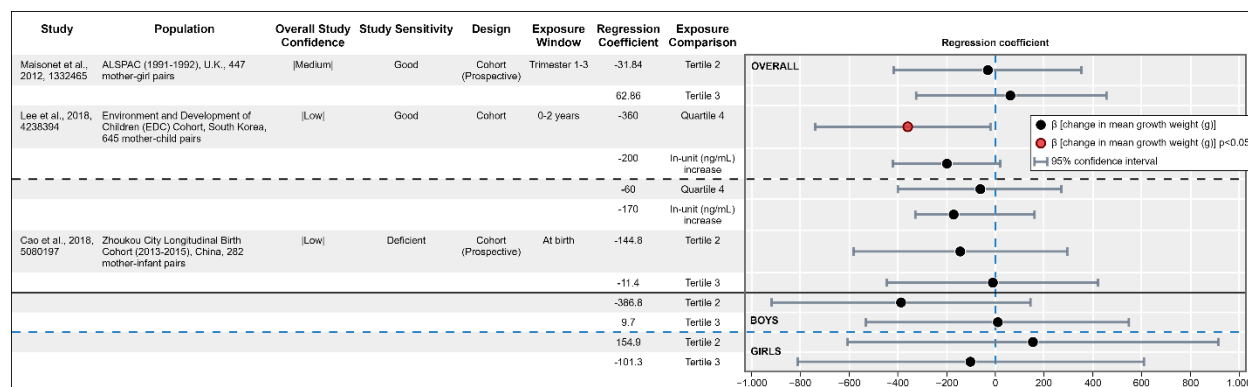 Study Population Overall Study Confidence Study Sensitivity Design Exposure Window Regression Coefficient Exposure Comparison
Regression coefficient
Maisonet et al., 2012, 1332465 ALSPAC (1991-1992), U.K., 447 mother-girl pairs |Medium| Good Cohort (Prospective) Trimester 1-3 -31.84 Tertile 2
OVERALL
62.86 Tertile 3
Lee et al., 2018, 4238394 Environment and Development of Children (EDC) Cohort, South Korea, 645 mother-child pairs |Low| Good Cohort 0-2 years -360 Quartile 4
β [change in mean growth weight (g)]
β [change in mean growth weight (g)] p<0.05
95% confidence interval
-200 In-unit (ng/mL) increase
-60 Quartile 4
-170 In-unit (ng/mL) increase
Cao et al., 2018, 5080197 Zhoukou City Longitudinal Birth Cohort (2013-2015), China, 282 mother-infant pairs |Low| Deficient Cohort (Prospective) At birth -144.8 Tertile 2
-11.4 Tertile 3
-386.8 Tertile 2
9.7 Tertile 3
BOYS
154.9 Tertile 2
GIRLS
-101.3 Tertile 3
−1.000 −800 −600 −400 −200 0 200 400 600 800 1.000